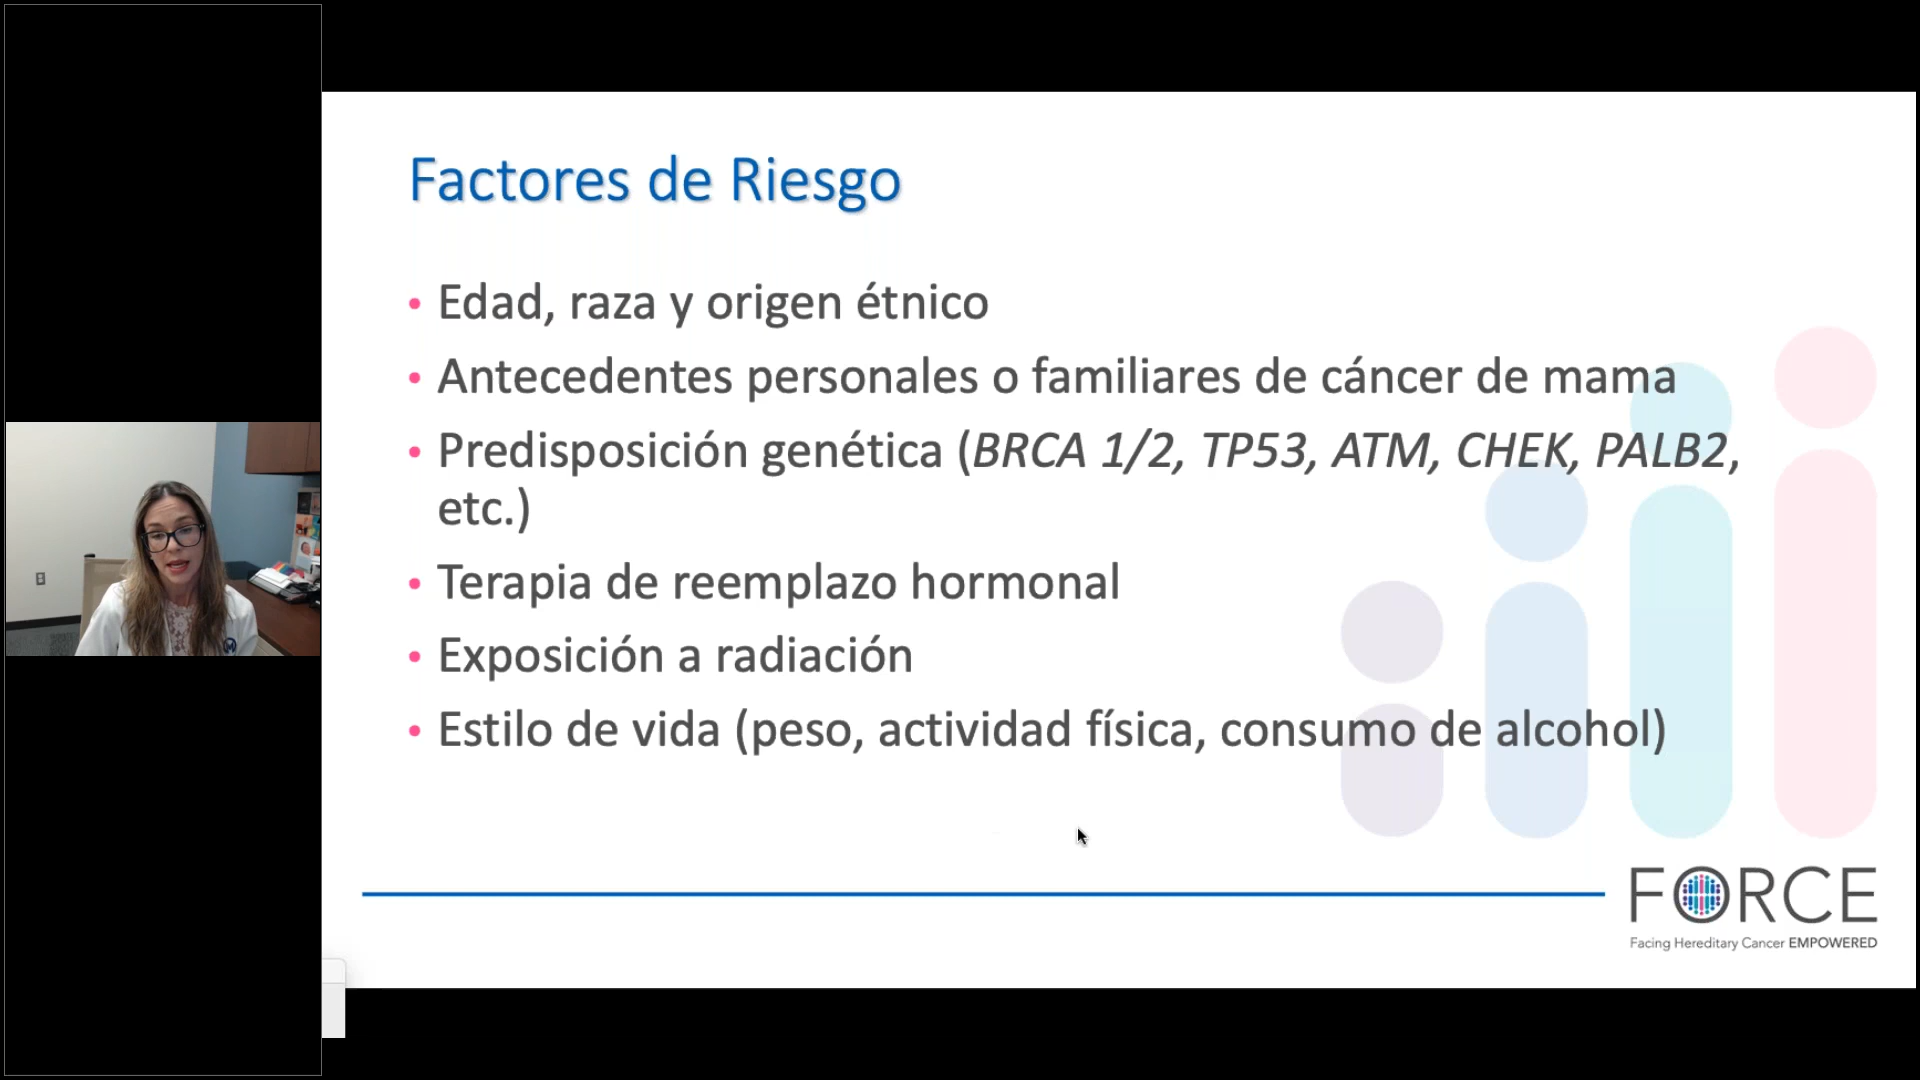 Factores de Riesgo
• Edad, raza y origen étnico
• Antecedentes personales o familiares de cáncer de mama
• Predisposición genética (BRCA 1/2, TP53, ATM, CHEK, PALB2,
etc.)
• Terapia de reemplazo hormonal
• Exposición a radiación
• Estilo de vida (peso, actividad física, consumo de alcohol)
FORCE
Facing Hereditary Cancer EMPOWERED